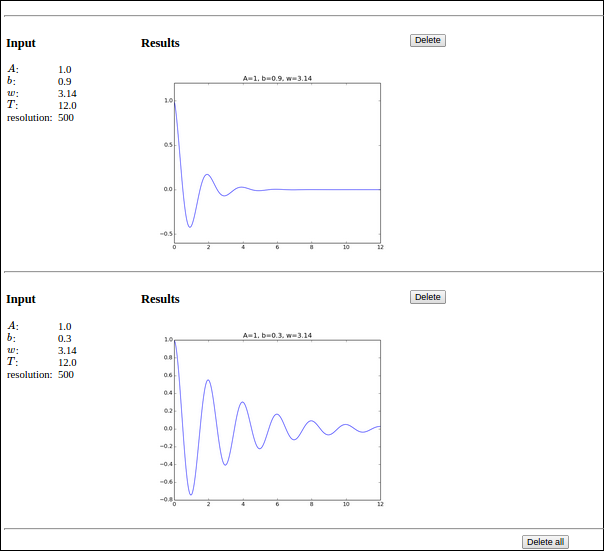 Input Results Delete
A: 1.0
b: 0.9
w: 3.14
T: 12.0
resolution: 500
A=1, b=0.9, w=3.14
1.0
0.5
0.0
−0.5
0 2 4 6 8 10 12
Input Results Delete
A: 1.0
b: 0.3
w: 3.14
T: 12.0
resolution: 500
A=1, b=0.3, w=3.14
1.0
0.8
0.6
0.4
0.2
0.0
−0.2
−0.4
−0.6
−0.8
0 2 4 6 8 10 12
Delete all